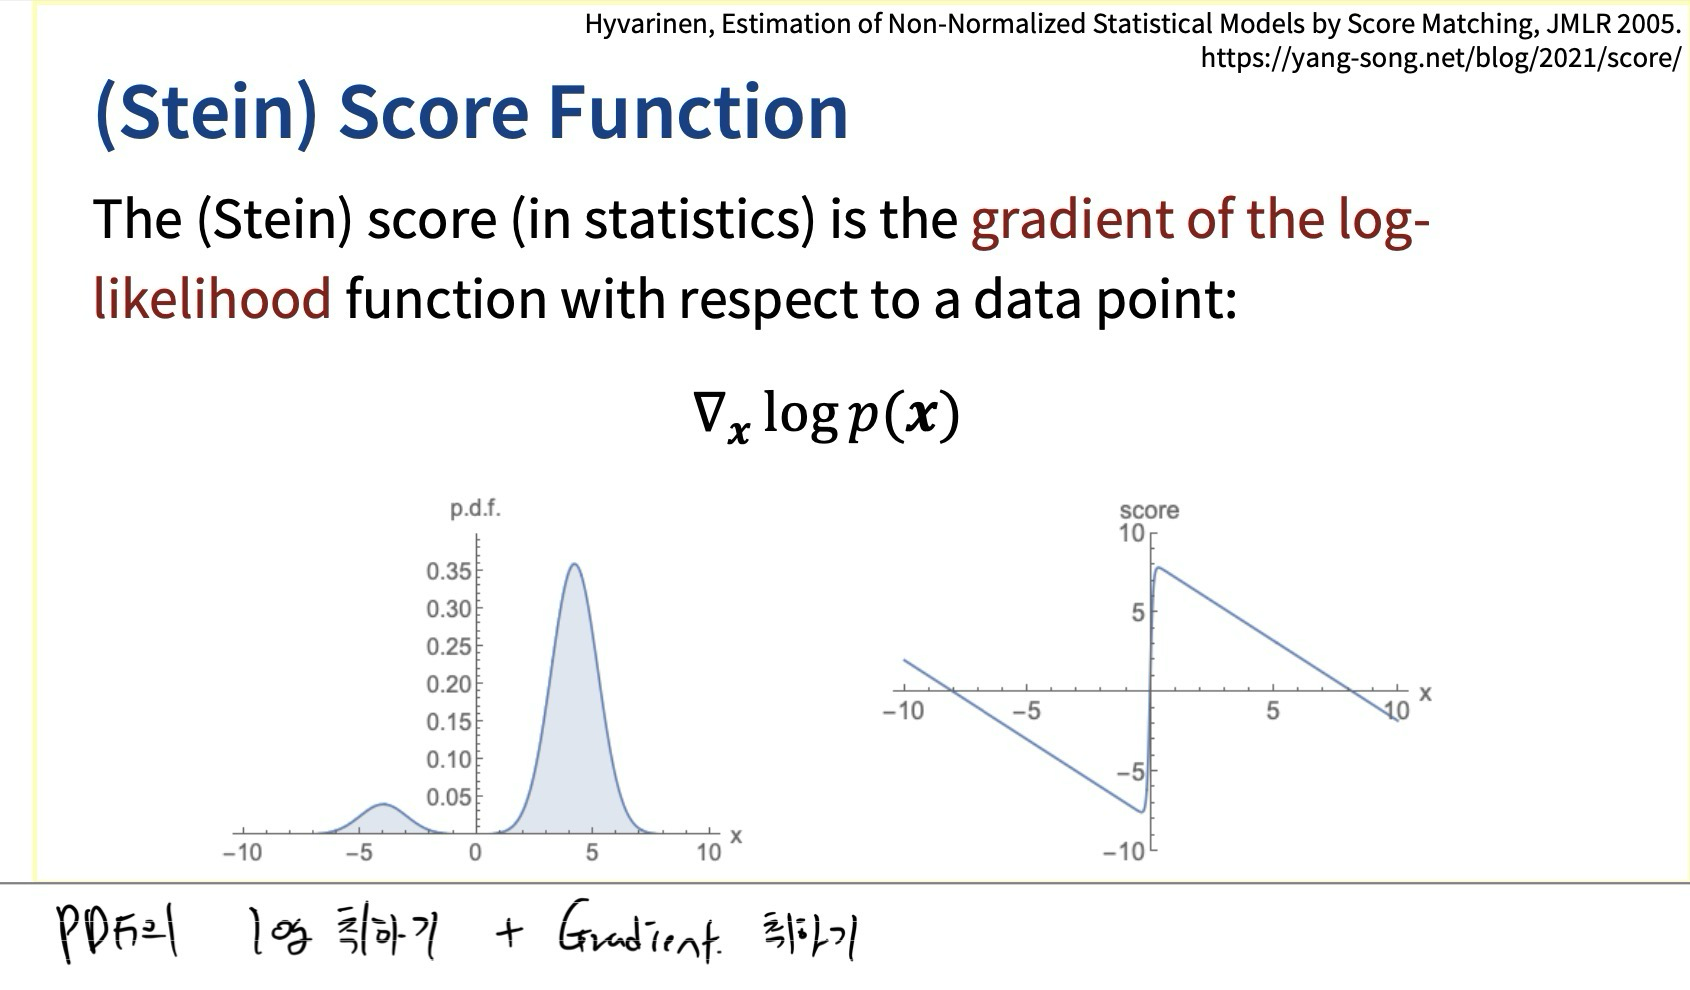 Hyvarinen, Estimation of Non-Normalized Statistical Models by Score Matching, JMLR 2005.
https://yang-song.net/blog/2021/score/
(Stein) Score Function
The (Stein) score (in statistics) is the gradient of the log-
likelihood function with respect to a data point:
∇𝒙 log p(𝒙)
p.d.f.
0.35
0.30
0.25
0.20
0.15
0.10
0.05
x
−10 −5 0 5 10
score
10
5
x
−10 −5 5 10
−5
−10
PDF의 log 취하기 + Gradient. 취하기